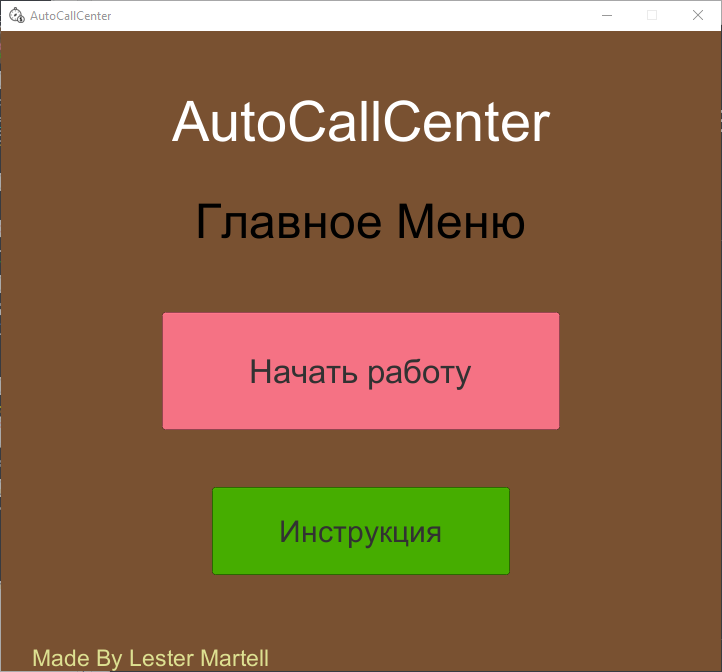 AutoCallCenter
AutoCallCenter
Главное Меню
Начать работу
Инструкция
Made By Lester Martell